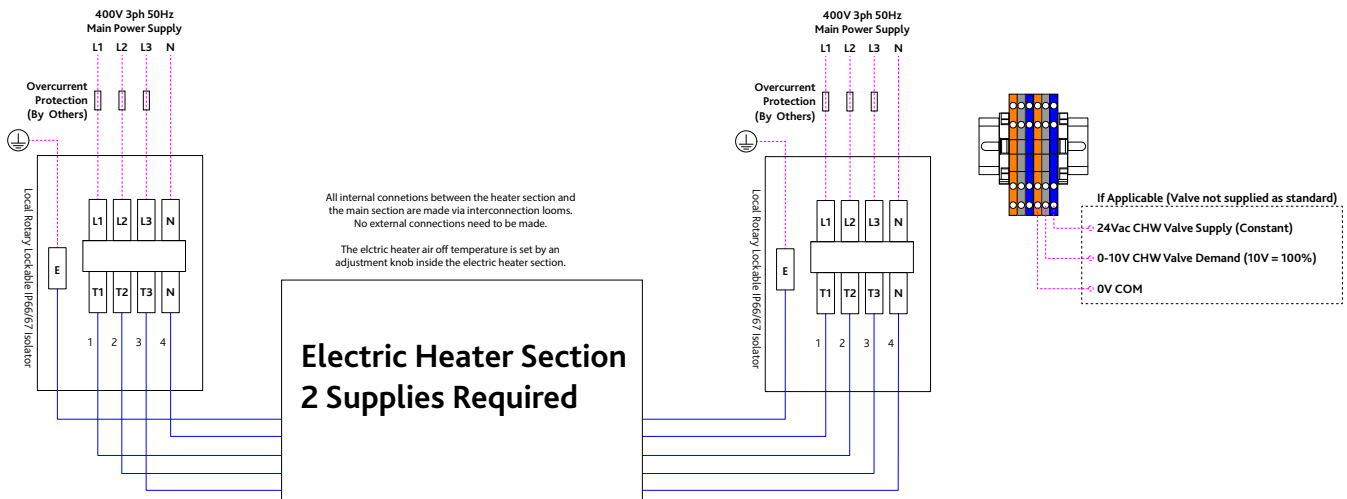 400V 3ph 50Hz
Main Power Supply
L1 L2 L3 N
Overcurrent
Protection
(By Others)
Local Rotary Lockable IP66/67 Isolator
L1 L2 L3 N
E
T1 T2 T3 N
1 2 3 4
All internal connetions between the heater section and
the main section are made via interconnection looms.
No external connections need to be made.
The elctric heater air off temperature is set by an
adjustment knob inside the electric heater section.
Electric Heater Section
2 Supplies Required
400V 3ph 50Hz
Main Power Supply
L1 L2 L3 N
Overcurrent
Protection
(By Others)
Local Rotary Lockable IP66/67 Isolator
L1 L2 L3 N
E
T1 T2 T3 N
1 2 3 4
If Applicable (Valve not supplied as standard)
24Vac CHW Valve Supply (Constant)
0-10V CHW Valve Demand (10V = 100%)
0V COM